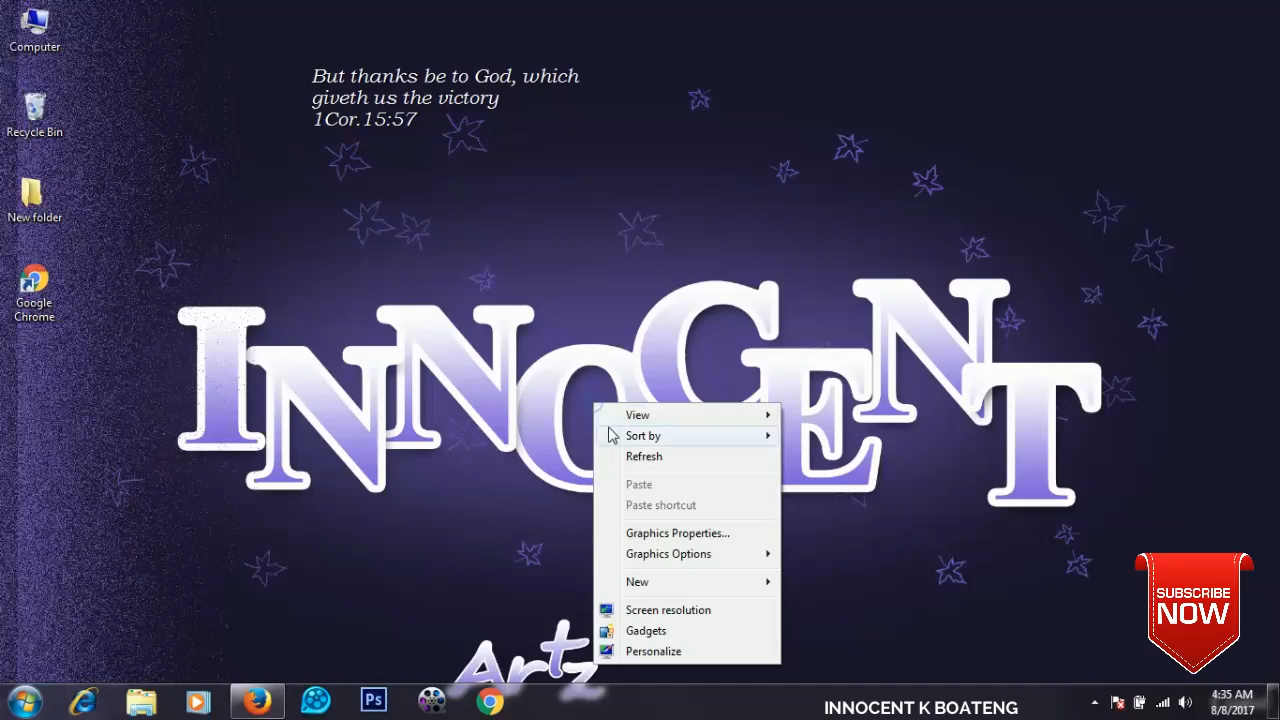 Computer
Recycle Bin
New folder
Google
Chrome
But thanks be to God, which
giveth us the victory
1Cor.15:57
INNOCENT
Artz
View
Sort by
Refresh
Paste
Paste shortcut
Graphics Properties...
Graphics Options
New
Screen resolution
Gadgets
Personalize
SUBSCRIBE
NOW
Ps
INNOCENT K BOATENG
4:35 AM
8/8/2017